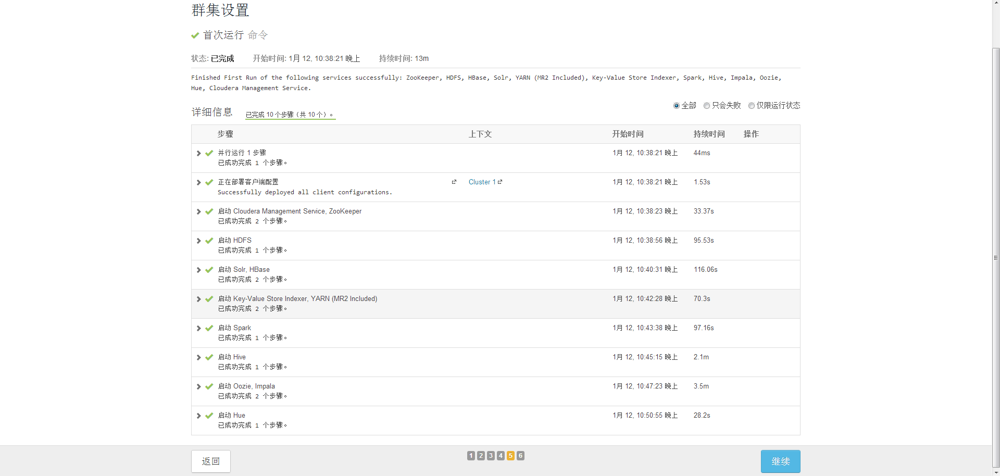 群集设置
首次运行 命令
状态: 已完成 开始时间: 1月 12, 10:38:21 晚上 持续时间: 13m
Finished First Run of the following services successfully: ZooKeeper, HDFS, HBase, Solr, YARN (MR2 Included), Key-Value Store Indexer, Spark, Hive, Impala, Oozie,
Hue, Cloudera Management Service.
全部 只会失败 仅限运行状态
详细信息 已完成 10 个步骤（共 10 个）。
步骤 上下文 开始时间 持续时间 操作
并行运行 1 步骤 1月 12, 10:38:21 晚上 44ms
已成功完成 1 个步骤。
正在部署客户端配置 Cluster 1 1月 12, 10:38:21 晚上 1.53s
Successfully deployed all client configurations.
启动 Cloudera Management Service, ZooKeeper 1月 12, 10:38:23 晚上 33.37s
已成功完成 2 个步骤。
启动 HDFS 1月 12, 10:38:56 晚上 95.53s
已成功完成 1 个步骤。
启动 Solr, HBase 1月 12, 10:40:31 晚上 116.06s
已成功完成 2 个步骤。
启动 Key-Value Store Indexer, YARN (MR2 Included) 1月 12, 10:42:28 晚上 70.3s
已成功完成 2 个步骤。
启动 Spark 1月 12, 10:43:38 晚上 97.16s
已成功完成 1 个步骤。
启动 Hive 1月 12, 10:45:15 晚上 2.1m
已成功完成 1 个步骤。
启动 Oozie, Impala 1月 12, 10:47:23 晚上 3.5m
已成功完成 2 个步骤。
启动 Hue 1月 12, 10:50:55 晚上 28.2s
已成功完成 1 个步骤。
返回 1 2 3 4 5 6 继续